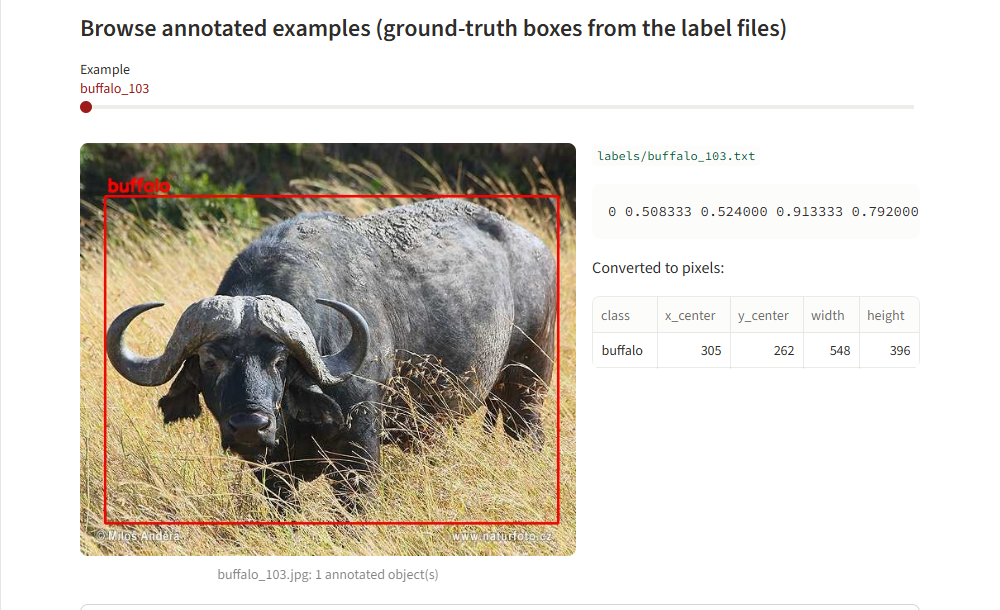 Browse annotated examples (ground-truth boxes from the label files)
Example
buffalo_103
labels/buffalo_103.txt
buffalo
0 0.508333 0.524000 0.913333 0.792000
Converted to pixels:
class x_center y_center width height
buffalo 305 262 548 396
© Milos Andera
www.naturfoto.cz
buffalo_103.jpg: 1 annotated object(s)